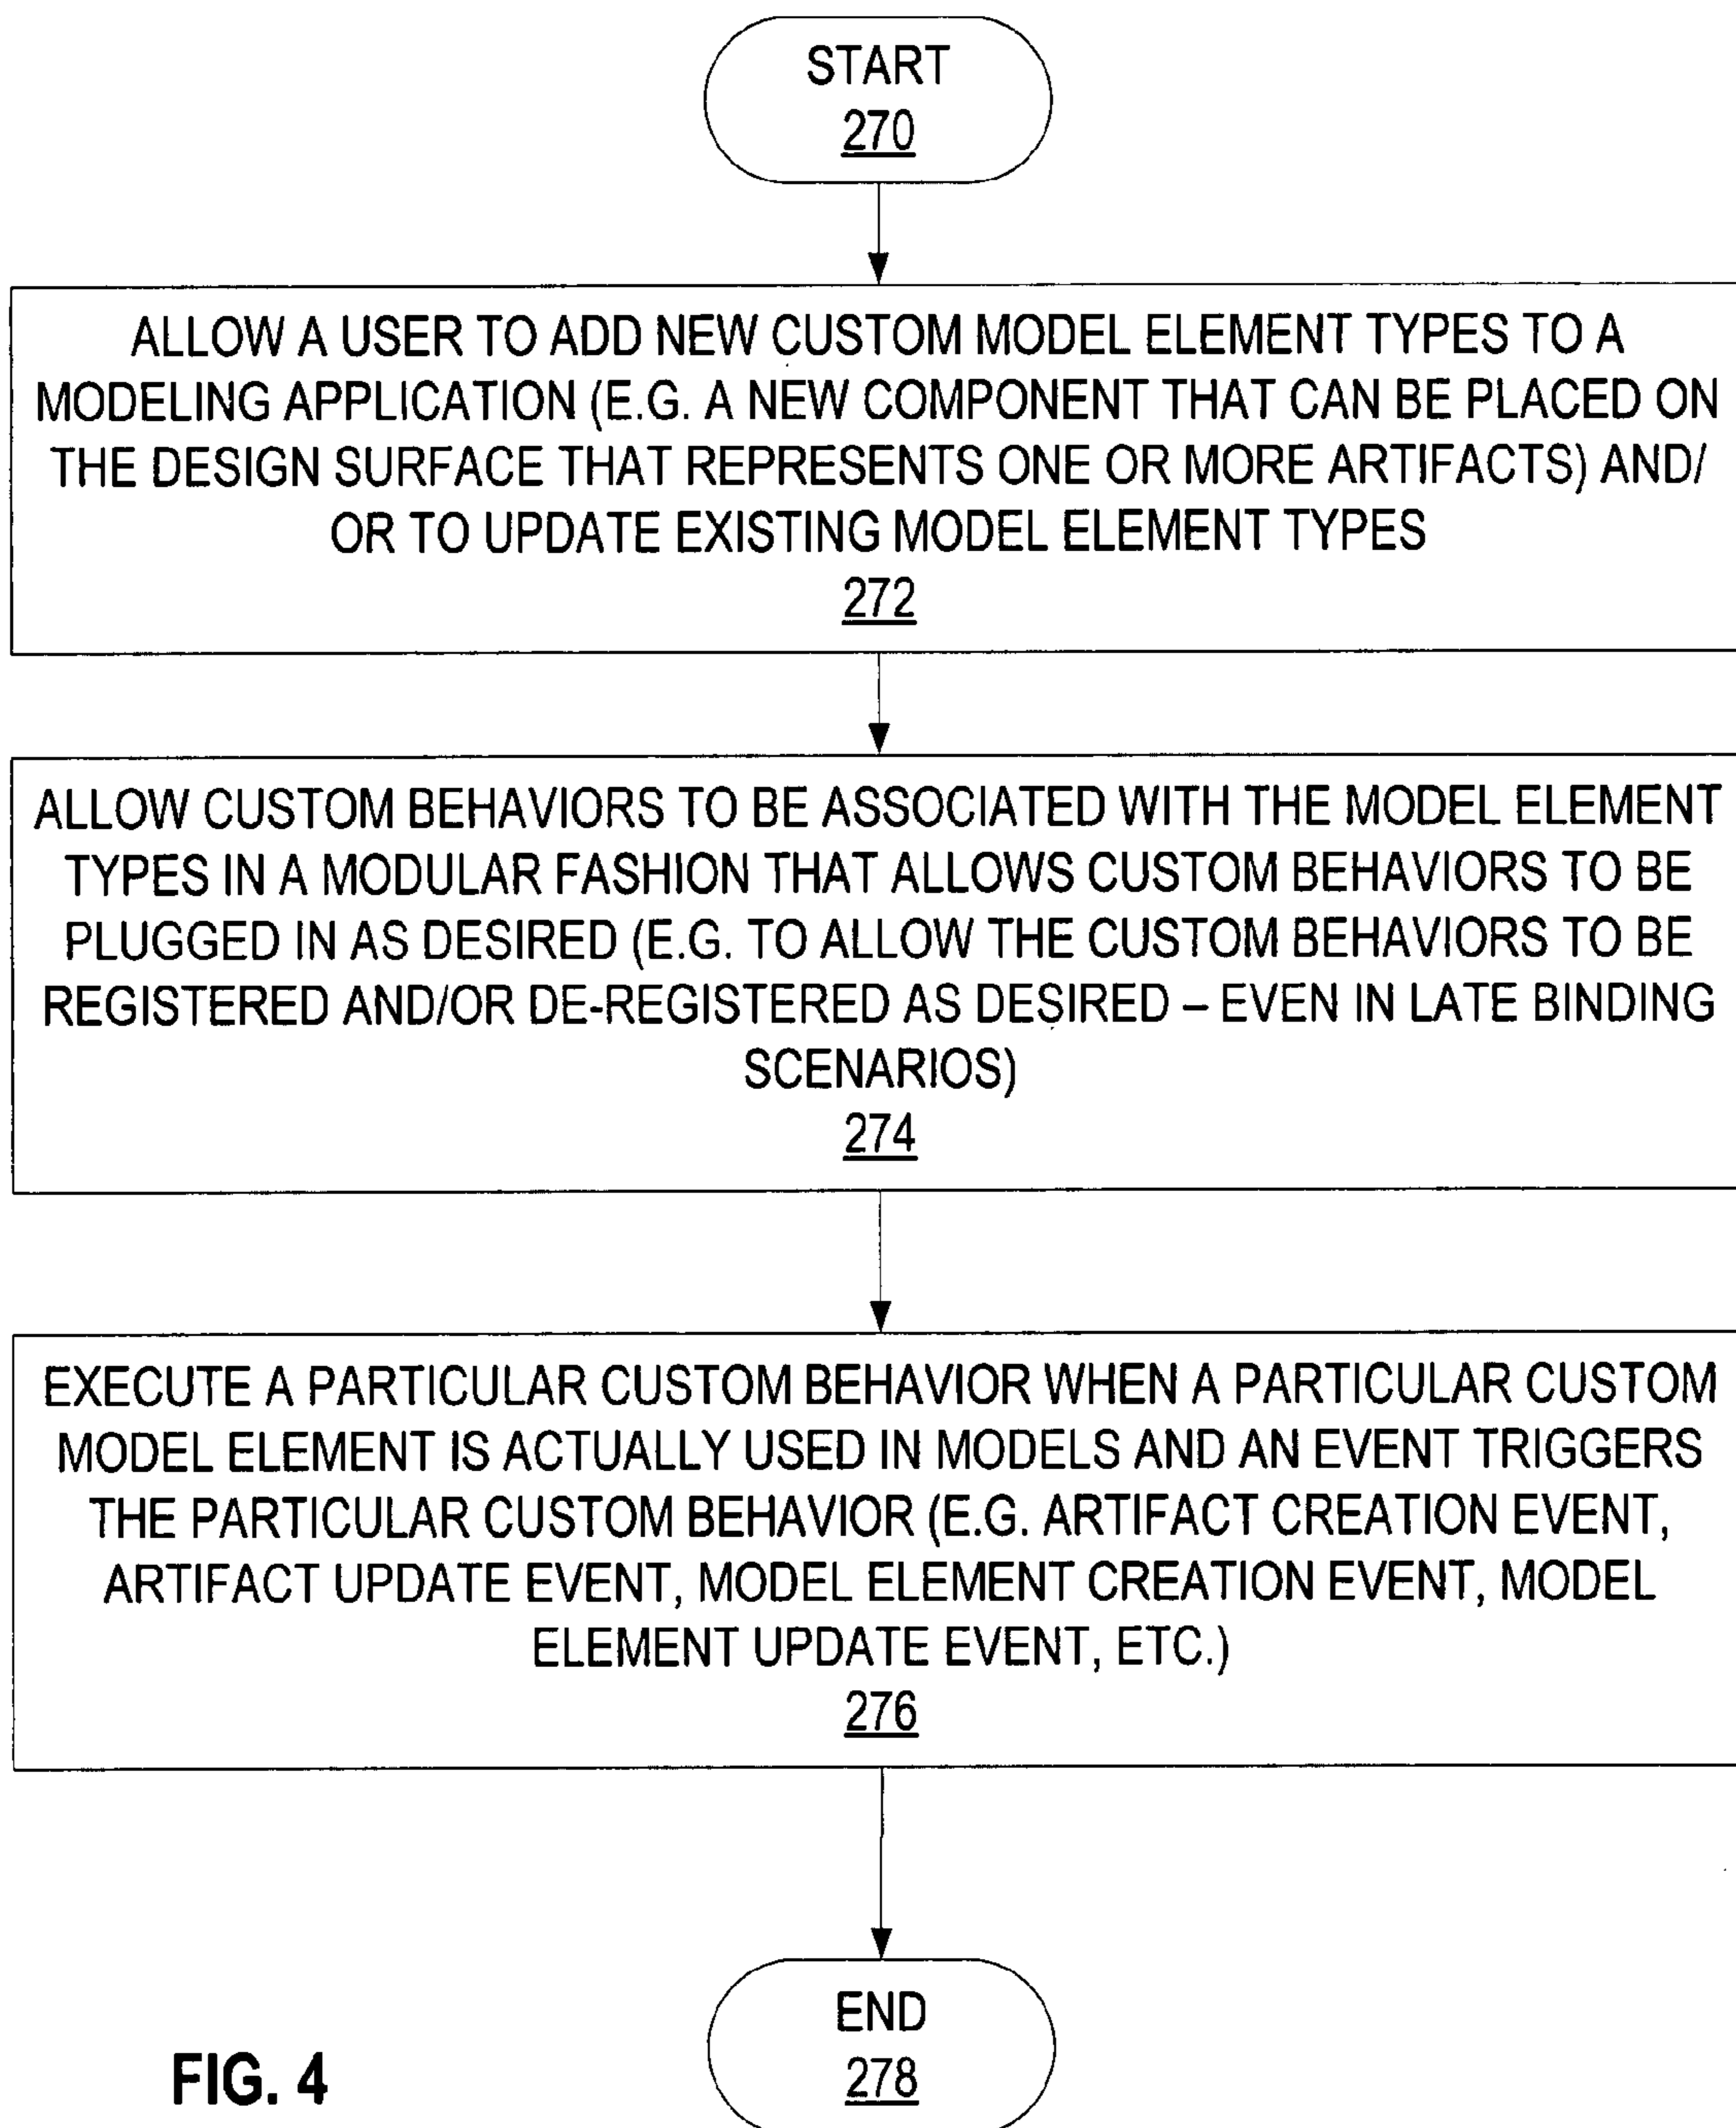 START
270
ALLOW A USER TO ADD NEW CUSTOM MODEL ELEMENT TYPES TO A
MODELING APPLICATION (E.G. A NEW COMPONENT THAT CAN BE PLACED ON
THE DESIGN SURFACE THAT REPRESENTS ONE OR MORE ARTIFACTS) AND/
OR TO UPDATE EXISTING MODEL ELEMENT TYPES
272
ALLOW CUSTOM BEHAVIORS TO BE ASSOCIATED WITH THE MODEL ELEMENT
TYPES IN A MODULAR FASHION THAT ALLOWS CUSTOM BEHAVIORS TO BE
PLUGGED IN AS DESIRED (E.G. TO ALLOW THE CUSTOM BEHAVIORS TO BE
REGISTERED AND/OR DE-REGISTERED AS DESIRED – EVEN IN LATE BINDING
SCENARIOS)
274
EXECUTE A PARTICULAR CUSTOM BEHAVIOR WHEN A PARTICULAR CUSTOM
MODEL ELEMENT IS ACTUALLY USED IN MODELS AND AN EVENT TRIGGERS
THE PARTICULAR CUSTOM BEHAVIOR (E.G. ARTIFACT CREATION EVENT,
ARTIFACT UPDATE EVENT, MODEL ELEMENT CREATION EVENT, MODEL
ELEMENT UPDATE EVENT, ETC.)
276
END
278
FIG. 4